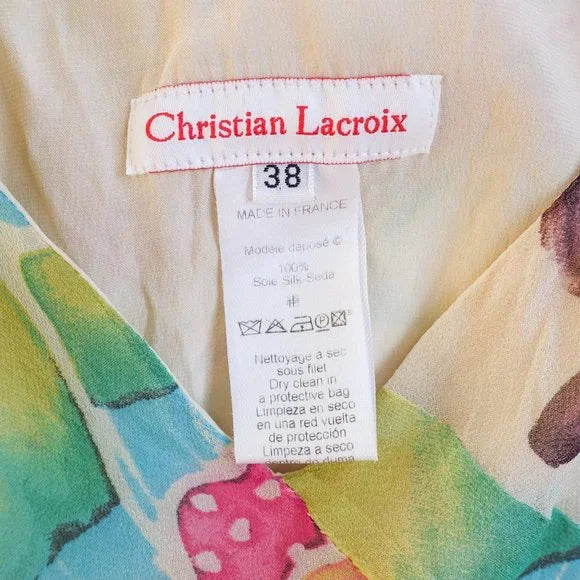 Christian Lacroix
38
MADE IN FRANCE
Modèle déposé ©
100%
Soie Silk-Seda
Nettoyage à sec
sous filet
Dry clean in
a protective bag
Limpieza en seco
en una red vuelta
de protección
Limpeza a seco